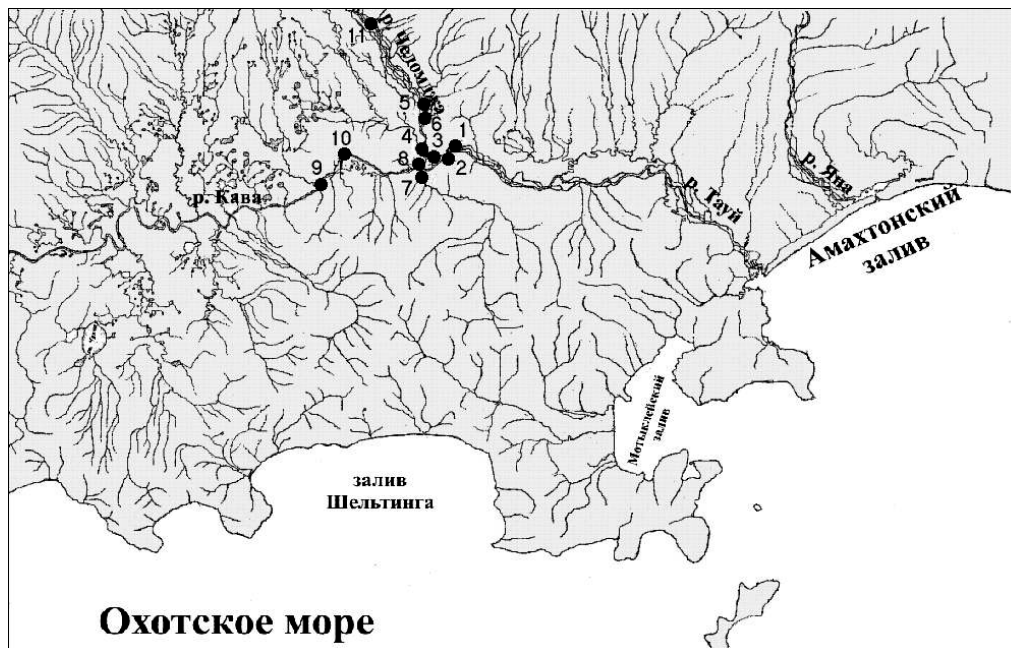 11
р. Челомджа
5
6
4
3
1
10
8
2
9
7
р. Кава
р. Тауй
р. Яна
Амахтонский
залив
Мотыклейский
залив
залив
Шельтинга
Охотское море